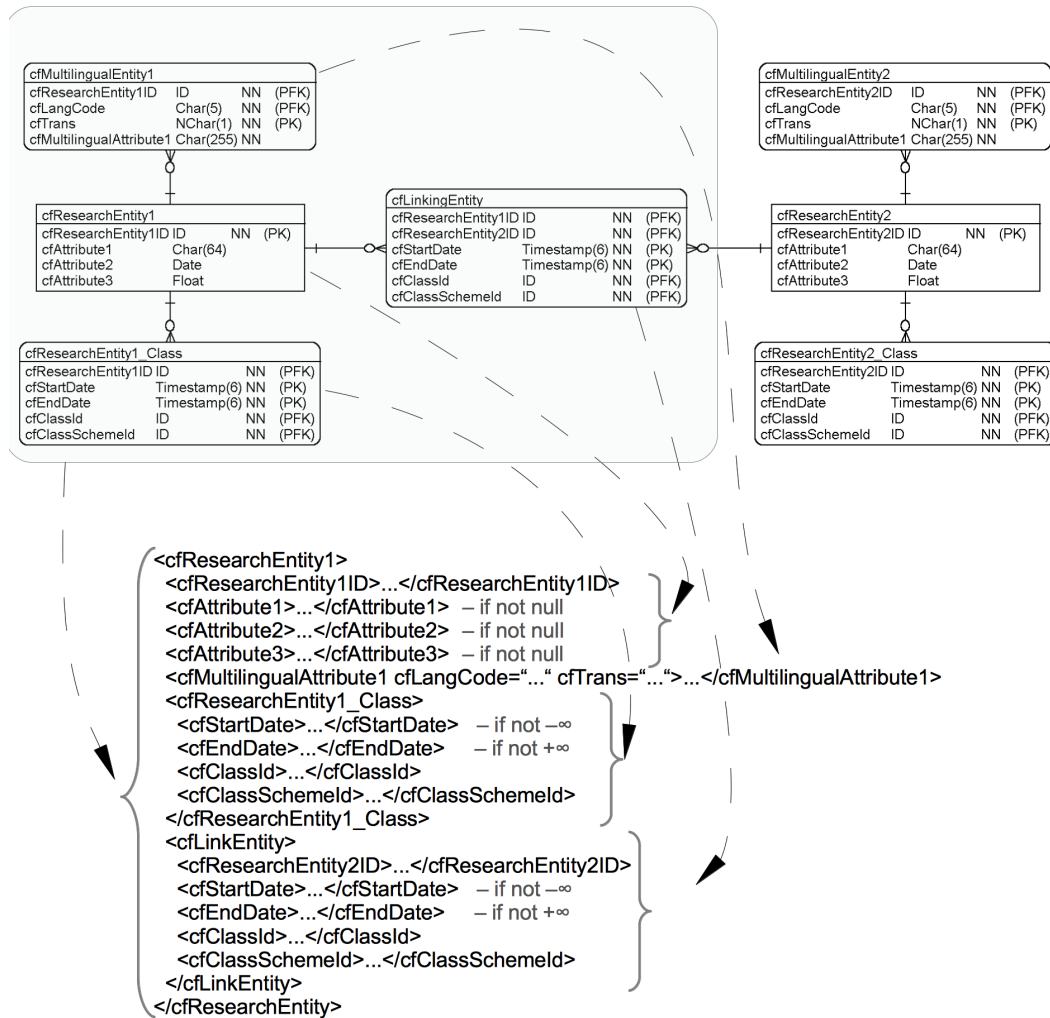 cfMultilingualEntity1
cfResearchEntity1ID ID NN (PFK)
cfLangCode Char(5) NN (PFK)
cfTrans NChar(1) NN (PK)
cfMultilingualAttribute1 Char(255) NN
cfMultilingualEntity2
cfResearchEntity2ID ID NN (PFK)
cfLangCode Char(5) NN (PFK)
cfTrans NChar(1) NN (PK)
cfMultilingualAttribute1 Char(255) NN
cfResearchEntity1
cfResearchEntity1ID ID NN (PK)
cfAttribute1 Char(64)
cfAttribute2 Date
cfAttribute3 Float
cfLinkingEntity
cfResearchEntity1ID ID NN (PFK)
cfResearchEntity2ID ID NN (PFK)
cfStartDate Timestamp(6) NN (PK)
cfEndDate Timestamp(6) NN (PK)
cfClassId ID NN (PFK)
cfClassSchemeId ID NN (PFK)
cfResearchEntity2
cfResearchEntity2ID ID NN (PK)
cfAttribute1 Char(64)
cfAttribute2 Date
cfAttribute3 Float
cfResearchEntity1_Class
cfResearchEntity1ID ID NN (PFK)
cfStartDate Timestamp(6) NN (PK)
cfEndDate Timestamp(6) NN (PK)
cfClassId ID NN (PFK)
cfClassSchemeId ID NN (PFK)
cfResearchEntity2_Class
cfResearchEntity2ID ID NN (PFK)
cfStartDate Timestamp(6) NN (PK)
cfEndDate Timestamp(6) NN (PK)
cfClassId ID NN (PFK)
cfClassSchemeId ID NN (PFK)
<cfResearchEntity1>
<cfResearchEntity1ID>...</cfResearchEntity1ID>
<cfAttribute1>...</cfAttribute1> – if not null
<cfAttribute2>...</cfAttribute2> – if not null
<cfAttribute3>...</cfAttribute3> – if not null
<cfMultilingualAttribute1 cfLangCode=“...“ cfTrans=“...“>...</cfMultilingualAttribute1>
<cfResearchEntity1_Class>
<cfStartDate>...</cfStartDate> – if not –∞
<cfEndDate>...</cfEndDate> – if not +∞
<cfClassId>...</cfClassId>
<cfClassSchemeId>...</cfClassSchemeId>
</cfResearchEntity1_Class>
<cfLinkEntity>
<cfResearchEntity2ID>...</cfResearchEntity2ID>
<cfStartDate>...</cfStartDate> – if not –∞
<cfEndDate>...</cfEndDate> – if not +∞
<cfClassId>...</cfClassId>
<cfClassSchemeId>...</cfClassSchemeId>
</cfLinkEntity>
</cfResearchEntity>